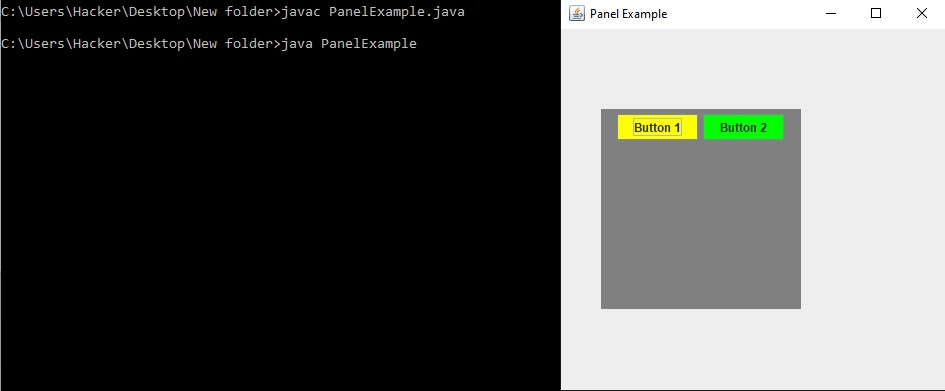 C:\Users\Hacker\Desktop\New folder>javac PanelExample.java
C:\Users\Hacker\Desktop\New folder>java PanelExample
Panel Example
Button 1
Button 2